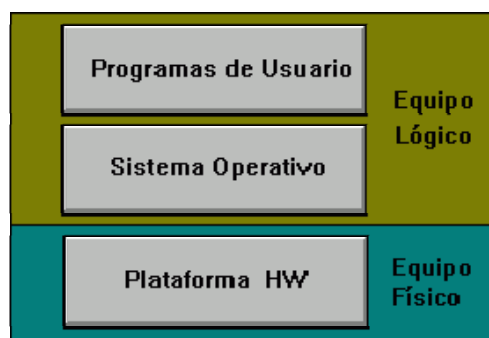 Programas de Usuario
Equipo
Lógico
Sistema Operativo
Plataforma HW
Equipo
Físico